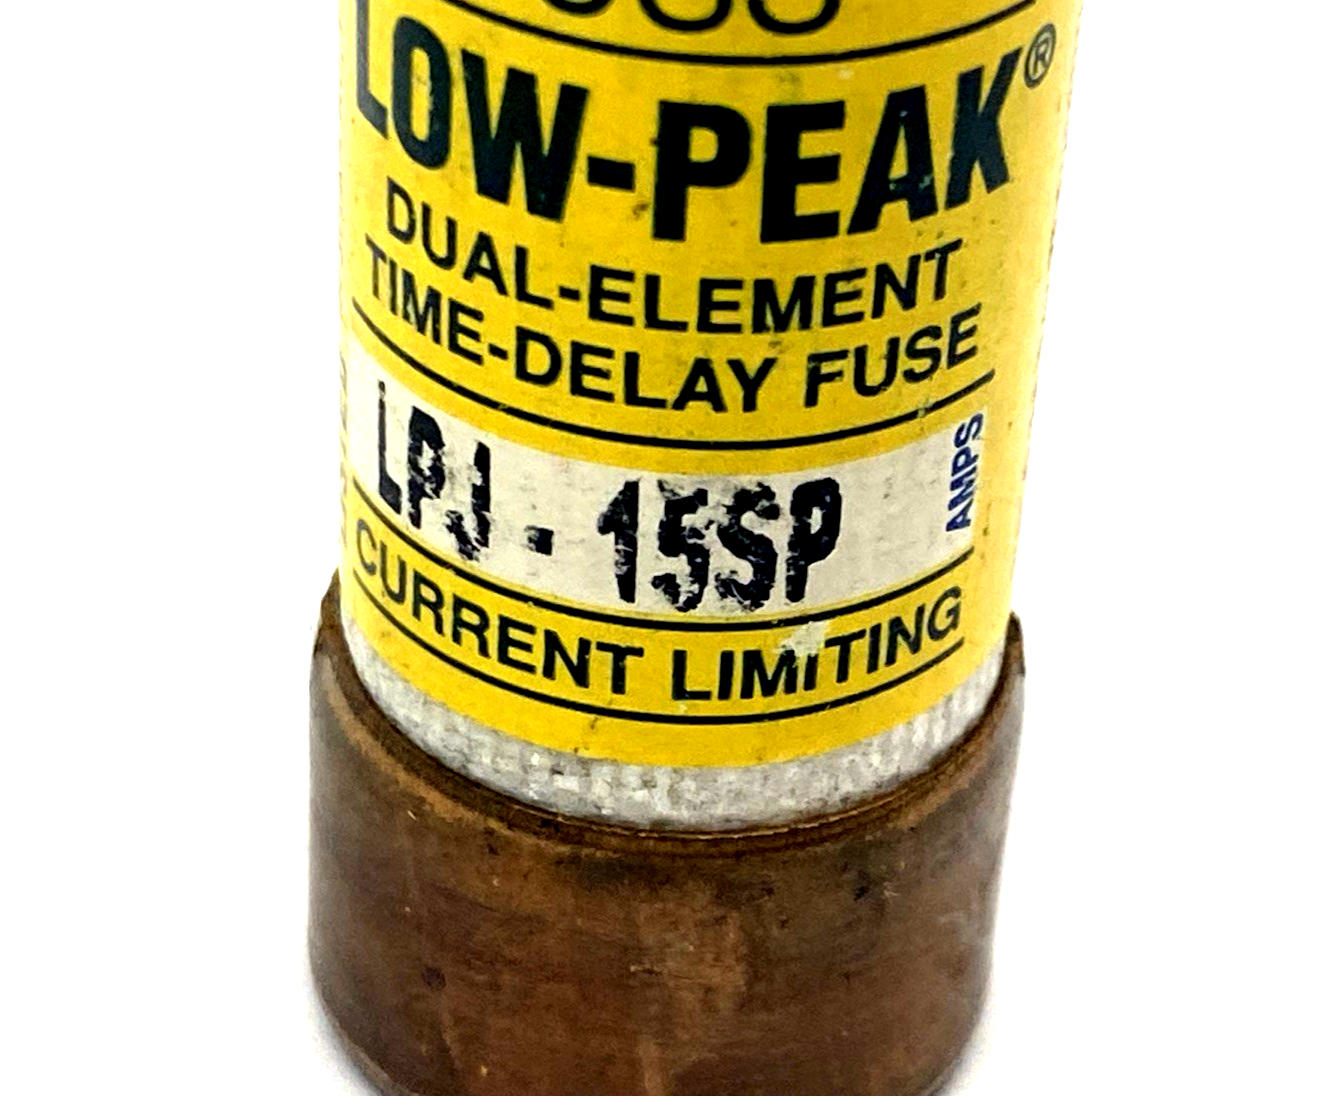 LOW-PEAK®
DUAL-ELEMENT
TIME-DELAY FUSE
LPJ - 15SP AMPS
CURRENT LIMITING